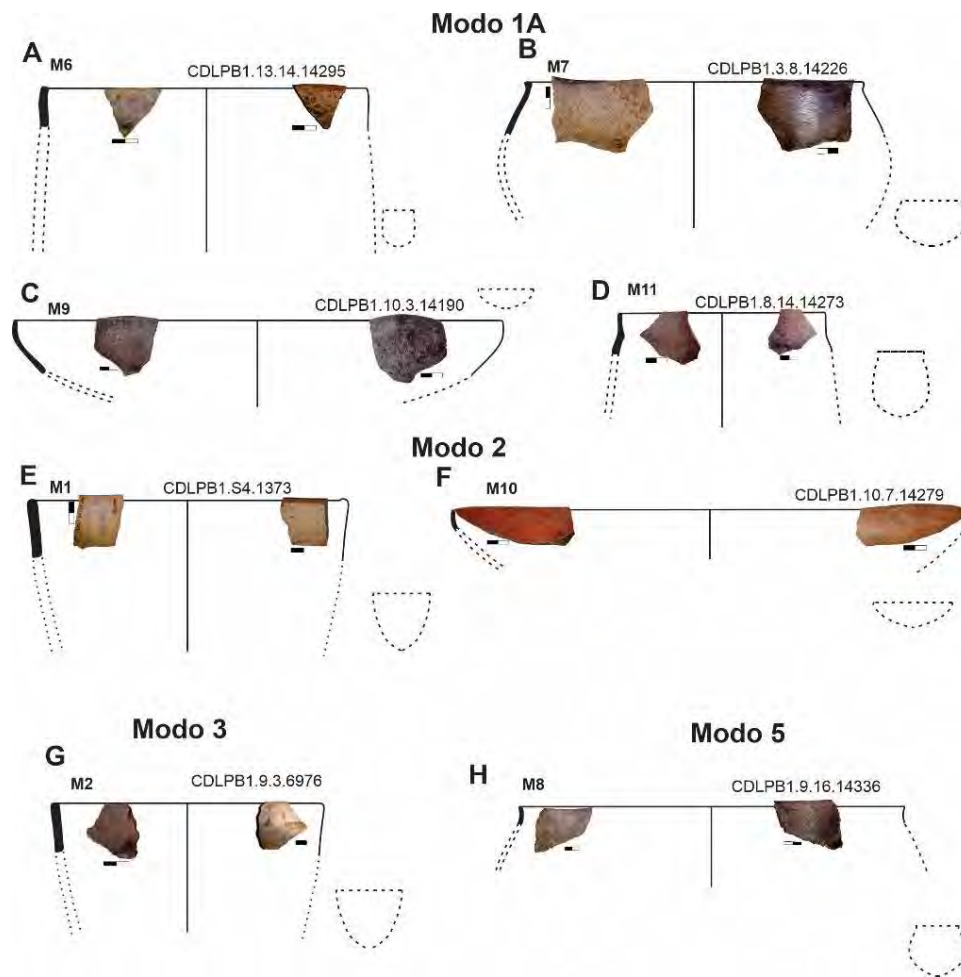 Modo 1A
A
M6
CDLPB1.13.14.14295
B
M7
CDLPB1.3.8.14226
C
M9
CDLPB1.10.3.14190
D
M11
CDLPB1.8.14.14273
Modo 2
E
M1
CDLPB1.S4.1373
F
M10
CDLPB1.10.7.14279
Modo 3
G
M2
CDLPB1.9.3.6976
Modo 5
H
M8
CDLPB1.9.16.14336